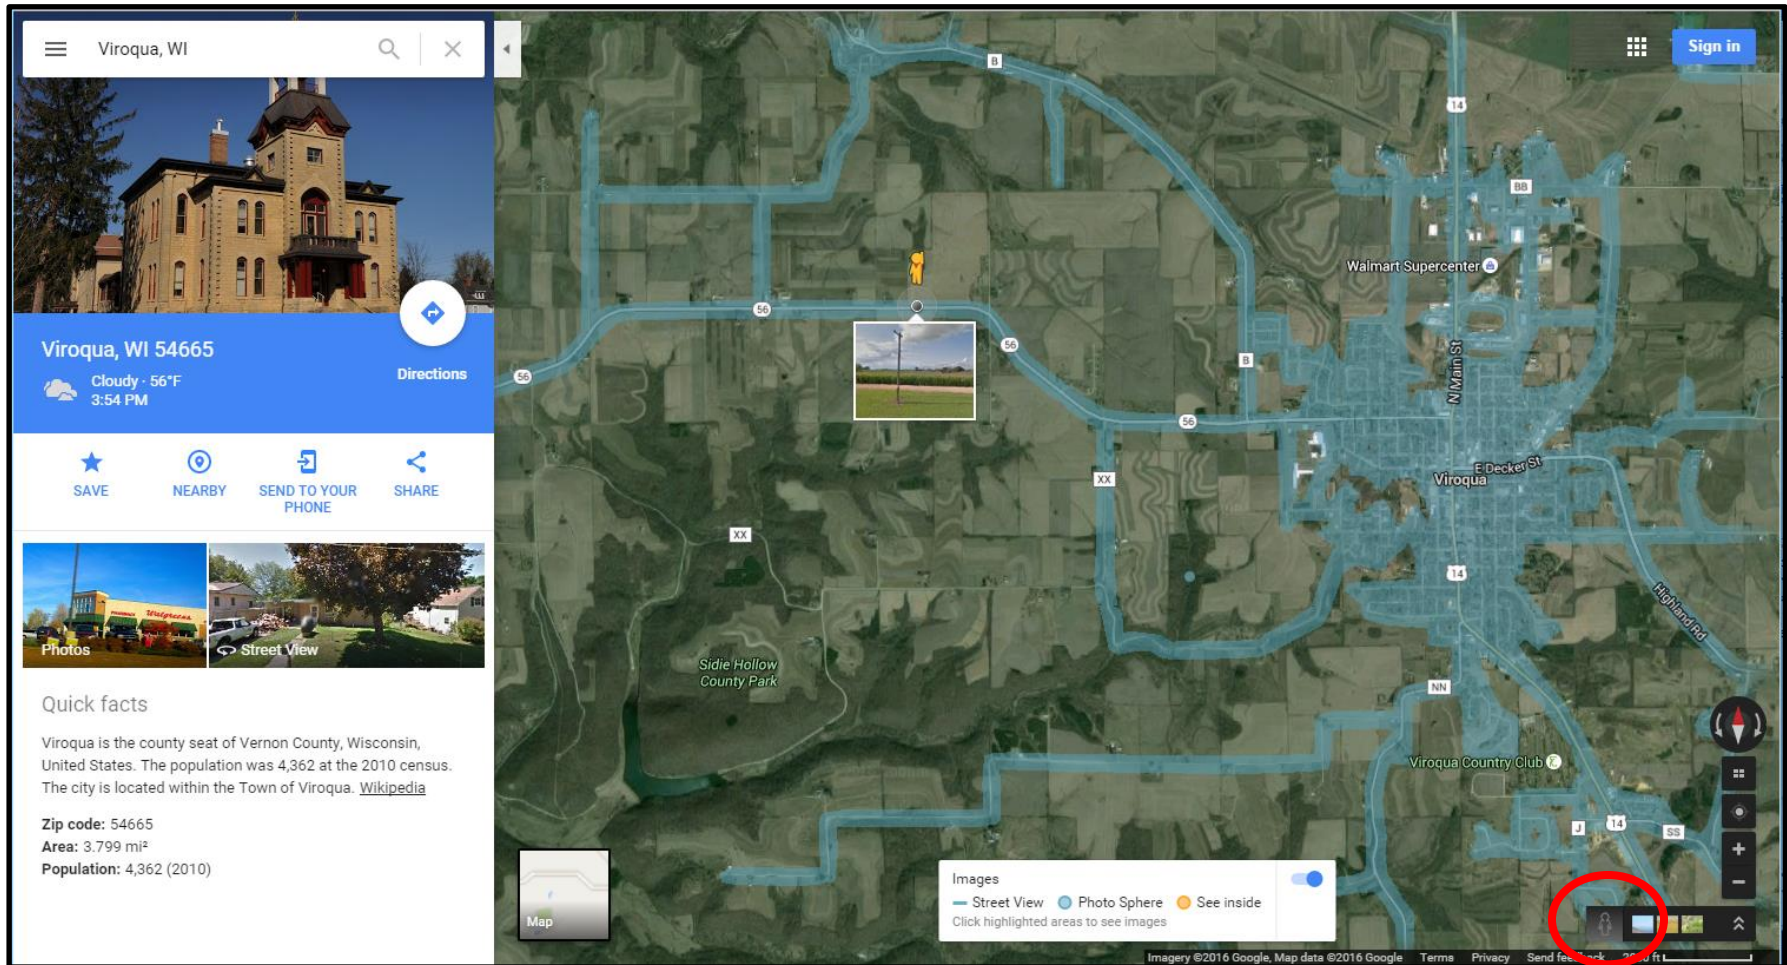 Viroqua, WI
Viroqua, WI 54665
Cloudy · 56°F
3:54 PM
Directions
SAVE
NEARBY
SEND TO YOUR
PHONE
SHARE
Photos
Walgreens
Street View
Quick facts
Viroqua is the county seat of Vernon County, Wisconsin,
United States. The population was 4,362 at the 2010 census.
The city is located within the Town of Viroqua. Wikipedia
Zip code: 54665
Area: 3.799 mi²
Population: 4,362 (2010)
Sign in
B
14
BB
Walmart Supercenter
56
56
56
B
N Main St
56
XX
E Decker St
Viroqua
XX
14
Highland Rd
Sidie Hollow
County Park
NN
Viroqua Country Club
J
14
SS
Map
Images
Street View
Photo Sphere
See inside
Click highlighted areas to see images
Imagery ©2016 Google, Map data ©2016 Google
Terms
Privacy
Send feedback